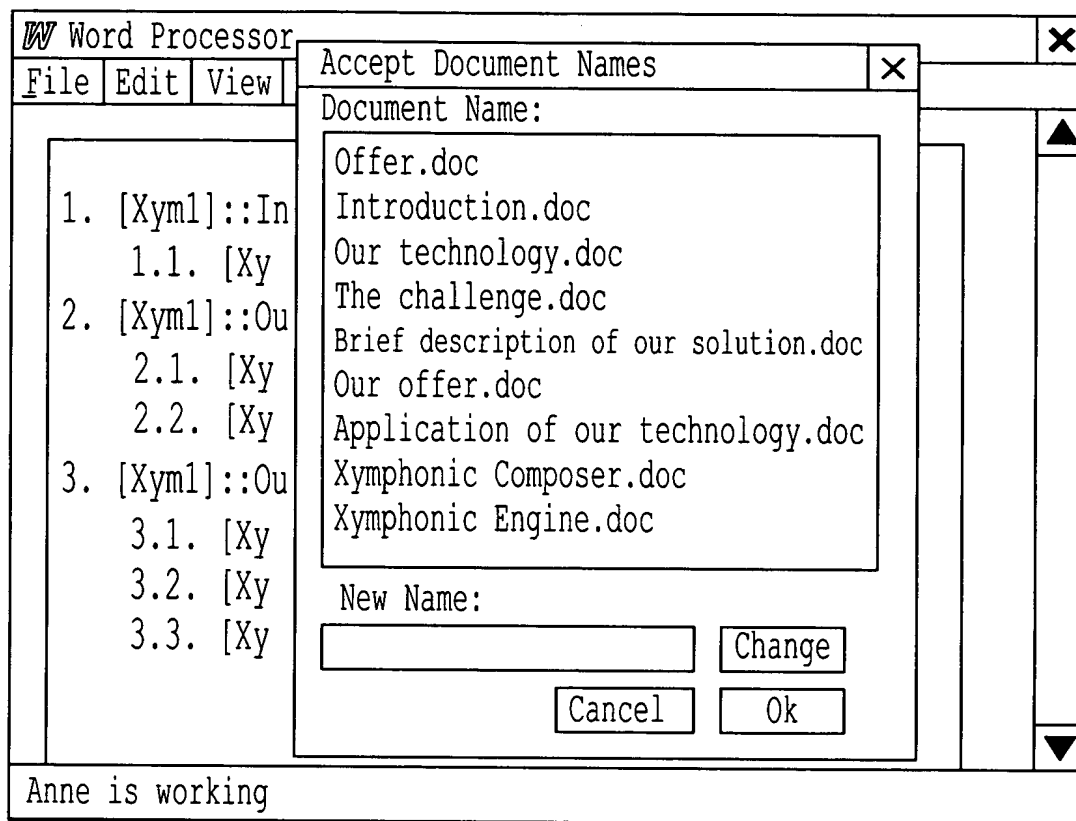 W Word Processor
File Edit View
Accept Document Names
Document Name:
Offer.doc
Introduction.doc
Our technology.doc
The challenge.doc
Brief description of our solution.doc
Our offer.doc
Application of our technology.doc
Xymphonic Composer.doc
Xymphonic Engine.doc
New Name:
Change
Cancel Ok
1. [Xym1]::In
1.1. [Xy
2. [Xym1]::Ou
2.1. [Xy
2.2. [Xy
3. [Xym1]::Ou
3.1. [Xy
3.2. [Xy
3.3. [Xy
Anne is working